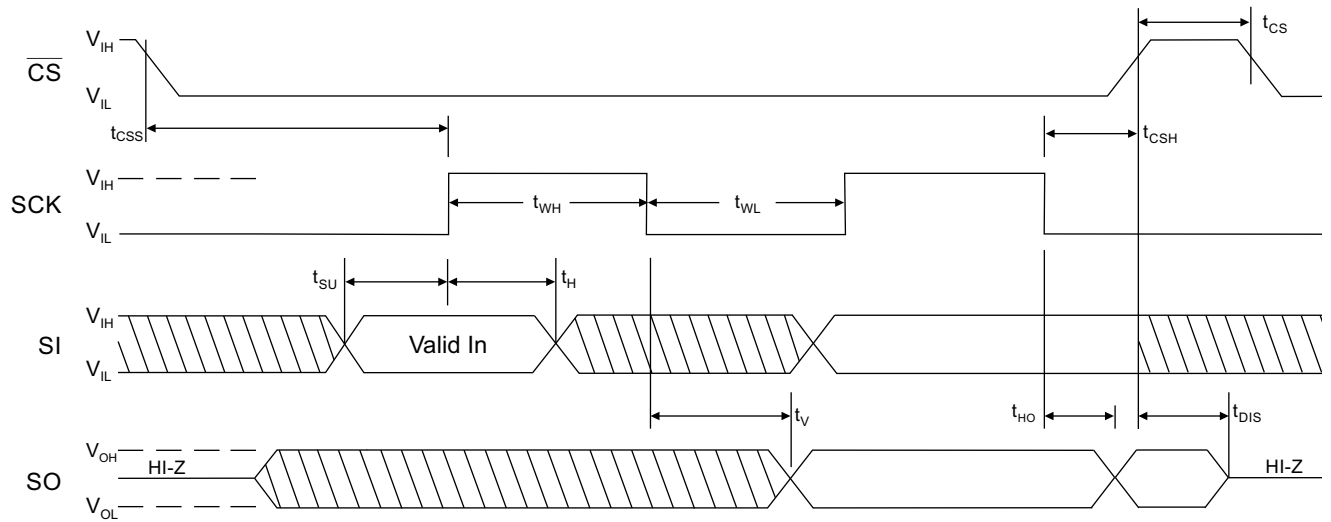 V_IH t_CS
C̅S̅
V_IL
t_CSS t_CSH
V_IH
SCK t_WH t_WL
V_IL
t_SU t_H
V_IH
SI Valid In
V_IL
t_V t_HO t_DIS
V_OH
HI-Z HI-Z
SO
V_OL